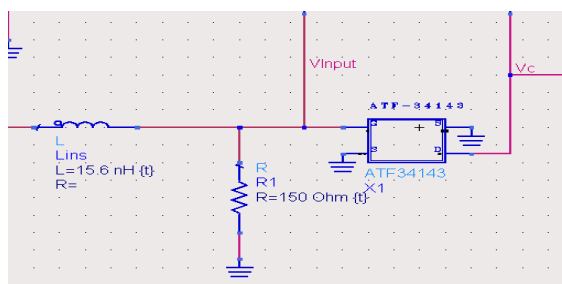 VInput
Vc
ATF-34143
G
S
S
D
L
Lins
L=15.6 nH {t}
R=
R
R1
R=150 Ohm {t}
ATF34143
X1